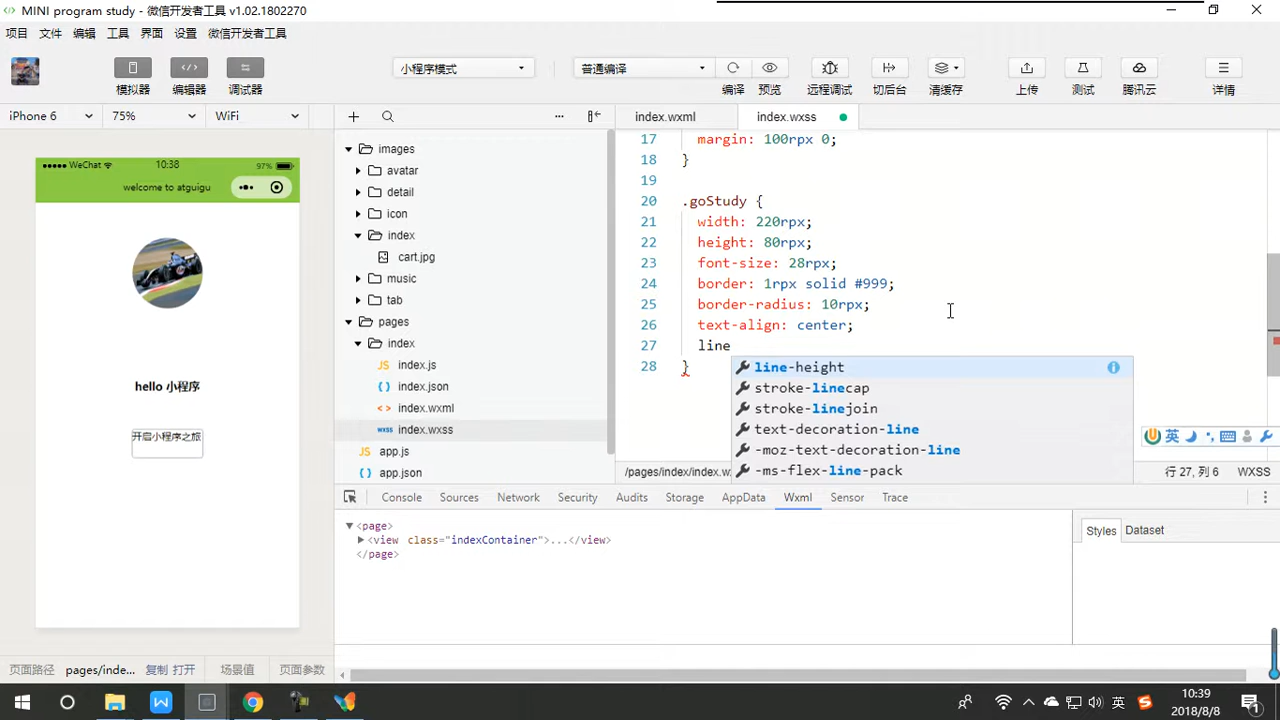 MINI program study - 微信开发者工具 v1.02.1802270
项目 文件 编辑 工具 界面 设置 微信开发者工具
模拟器 编辑器 调试器
小程序模式
普通编译
编译 预览 远程调试 切后台 清缓存 上传 测试 腾讯云 详情
iPhone 6 75% WiFi
index.wxml index.wxss
WeChat 10:38 97%
welcome to atguigu
hello 小程序
开启小程序之旅
images
avatar
detail
icon
index
cart.jpg
music
tab
pages
index
JS index.js
{ } index.json
< > index.wxml
wxss index.wxss
JS app.js
{ } app.json
17 margin: 100rpx 0;
18 }
19
20 .goStudy {
21 width: 220rpx;
22 height: 80rpx;
23 font-size: 28rpx;
24 border: 1rpx solid #999;
25 border-radius: 10rpx;
26 text-align: center;
27 line
28 }
line-height
stroke-linecap
stroke-linejoin
text-decoration-line
-moz-text-decoration-line
-ms-flex-line-pack
英
/pages/index/index.w
行 27, 列 6 WXSS
Console Sources Network Security Audits Storage AppData Wxml Sensor Trace
<page>
<view class="indexContainer">...</view>
</page>
Styles Dataset
页面路径 pages/inde... 复制 打开 场景值 页面参数
英
10:39
2018/8/8
1